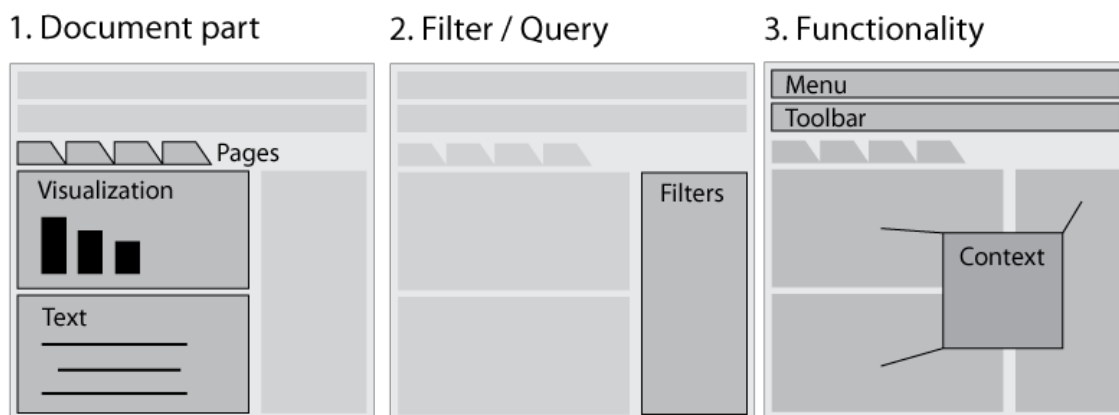 1. Document part
2. Filter / Query
3. Functionality
Pages
Visualization
Text
Filters
Menu
Toolbar
Context